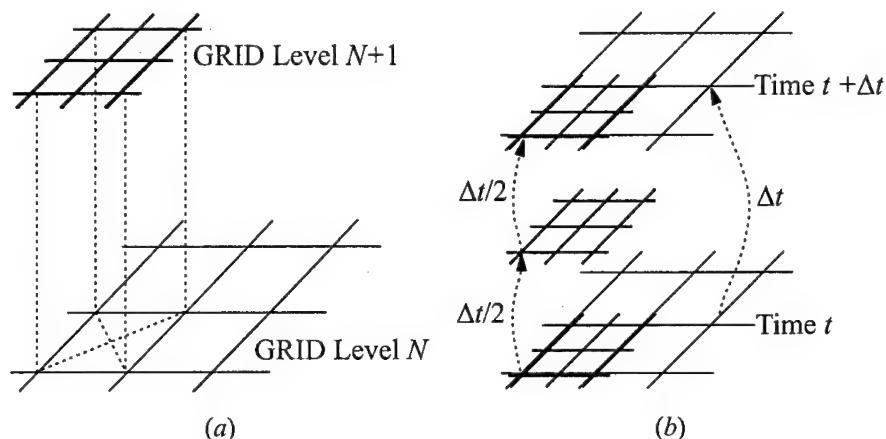 GRID Level N+1
GRID Level N
(a)
Time t +Δt
Δt/2
Δt
Δt/2
Time t
(b)